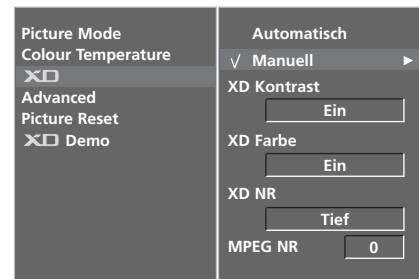 Picture Mode
Colour Temperature
XD
Advanced
Picture Reset
XD Demo
Automatisch
√ Manuell ►
XD Kontrast
Ein
XD Farbe
Ein
XD NR
Tief
MPEG NR 0